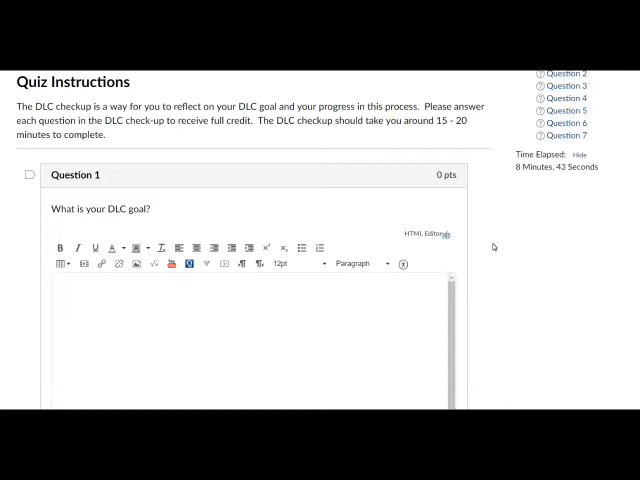 Quiz Instructions
The DLC checkup is a way for you to reflect on your DLC goal and your progress in this process.  Please answer
each question in the DLC check-up to receive full credit.  The DLC checkup should take you around 15 - 20
minutes to complete.
Question 2
Question 3
Question 4
Question 5
Question 6
Question 7
Time Elapsed: Hide
8 Minutes, 43 Seconds
Question 1 0 pts
What is your DLC goal?
HTML Editor
12pt Paragraph